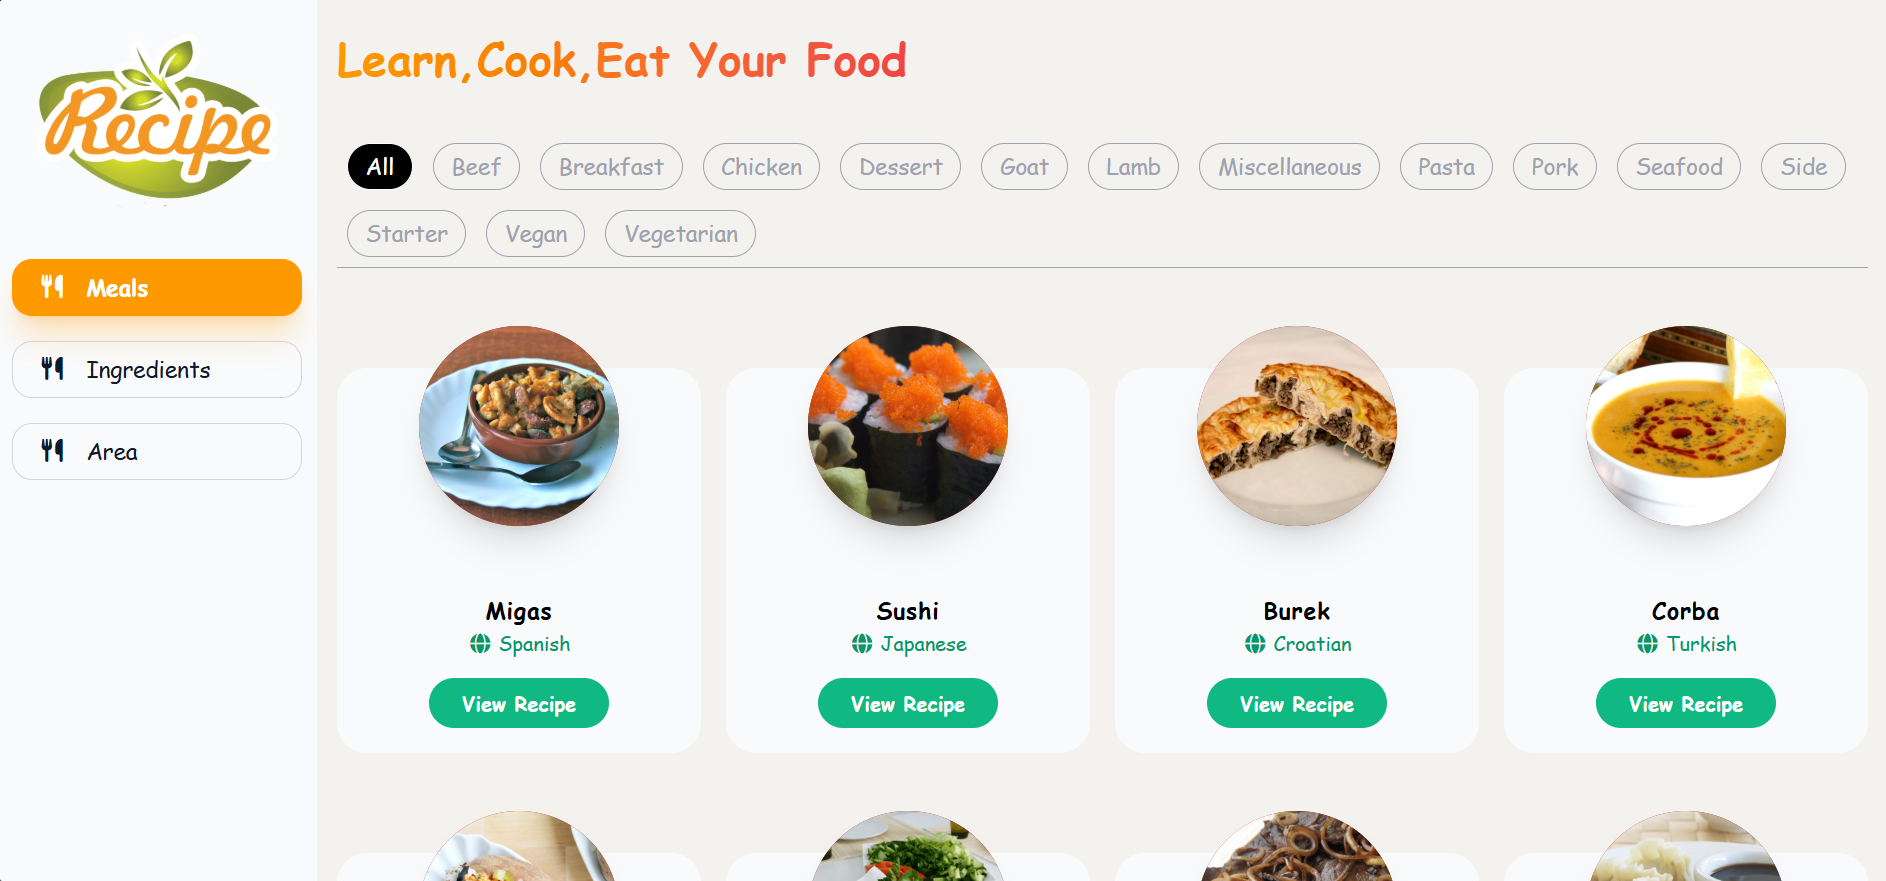 Recipe
Meals
Ingredients
Area
Learn,Cook,Eat Your Food
All Beef Breakfast Chicken Dessert Goat Lamb Miscellaneous Pasta Pork Seafood Side
Starter Vegan Vegetarian
Migas Sushi Burek Corba
Spanish Japanese Croatian Turkish
View Recipe View Recipe View Recipe View Recipe